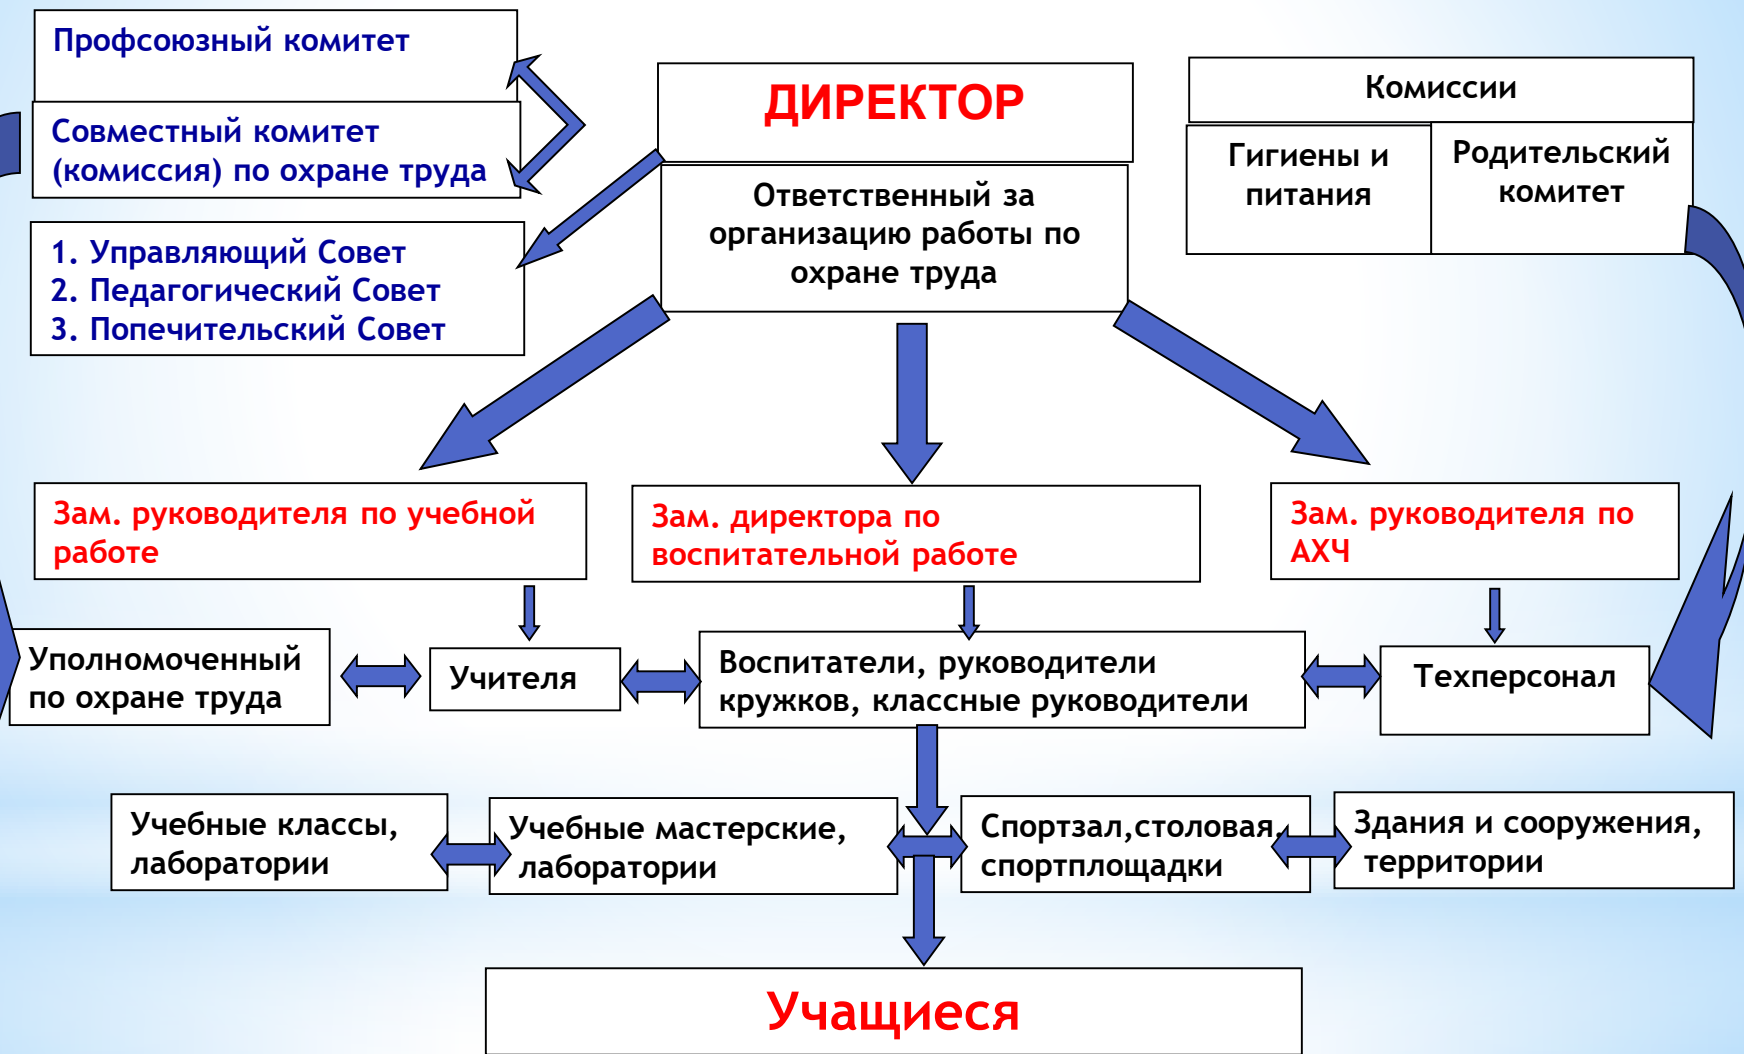 Профсоюзный комитет
Совместный комитет
(комиссия) по охране труда
1. Управляющий Совет
2. Педагогический Совет
3. Попечительский Совет
ДИРЕКТОР
Ответственный за
организацию работы по
охране труда
Комиссии
Гигиены и
питания
Родительский
комитет
Зам. руководителя по учебной
работе
Зам. директора по
воспитательной работе
Зам. руководителя по
АХЧ
Уполномоченный
по охране труда
Учителя
Воспитатели, руководители
кружков, классные руководители
Техперсонал
Учебные классы,
лаборатории
Учебные мастерские,
лаборатории
Спортзал,столовая,
спортплощадки
Здания и сооружения,
территории
Учащиеся